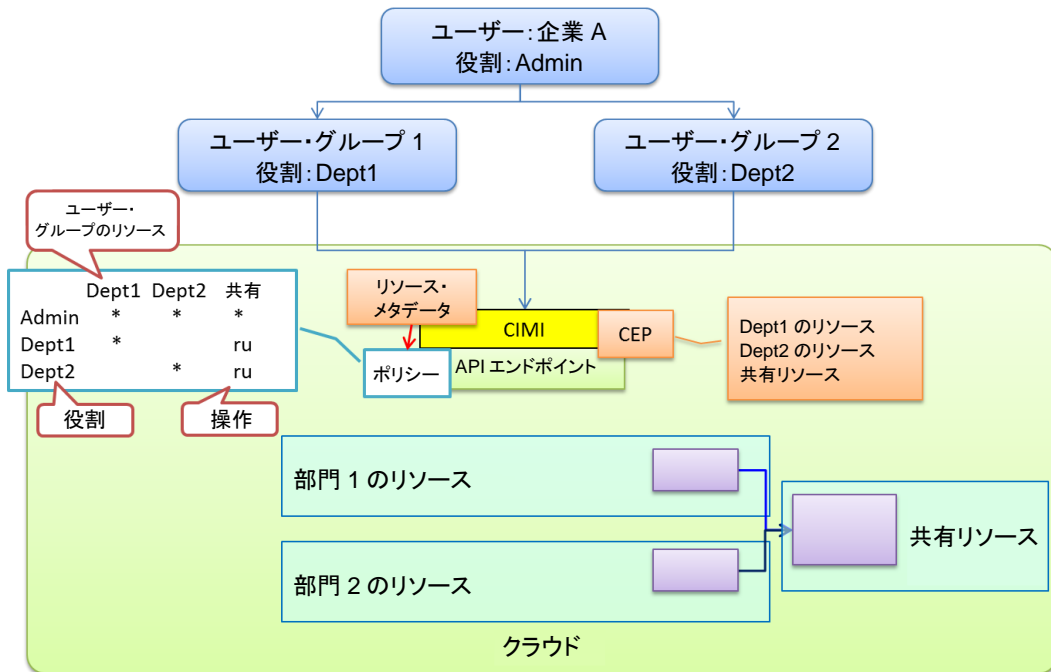 ユーザー：企業 A
役割：Admin
ユーザー・グループ 1
役割：Dept1
ユーザー・グループ 2
役割：Dept2
ユーザー・
グループのリソース
Dept1 Dept2 共有
Admin * * *
Dept1 * ru
Dept2 * ru
役割
操作
リソース・
メタデータ
CIMI
CEP
ポリシー
API エンドポイント
Dept1 のリソース
Dept2 のリソース
共有リソース
部門 1 のリソース
部門 2 のリソース
共有リソース
クラウド